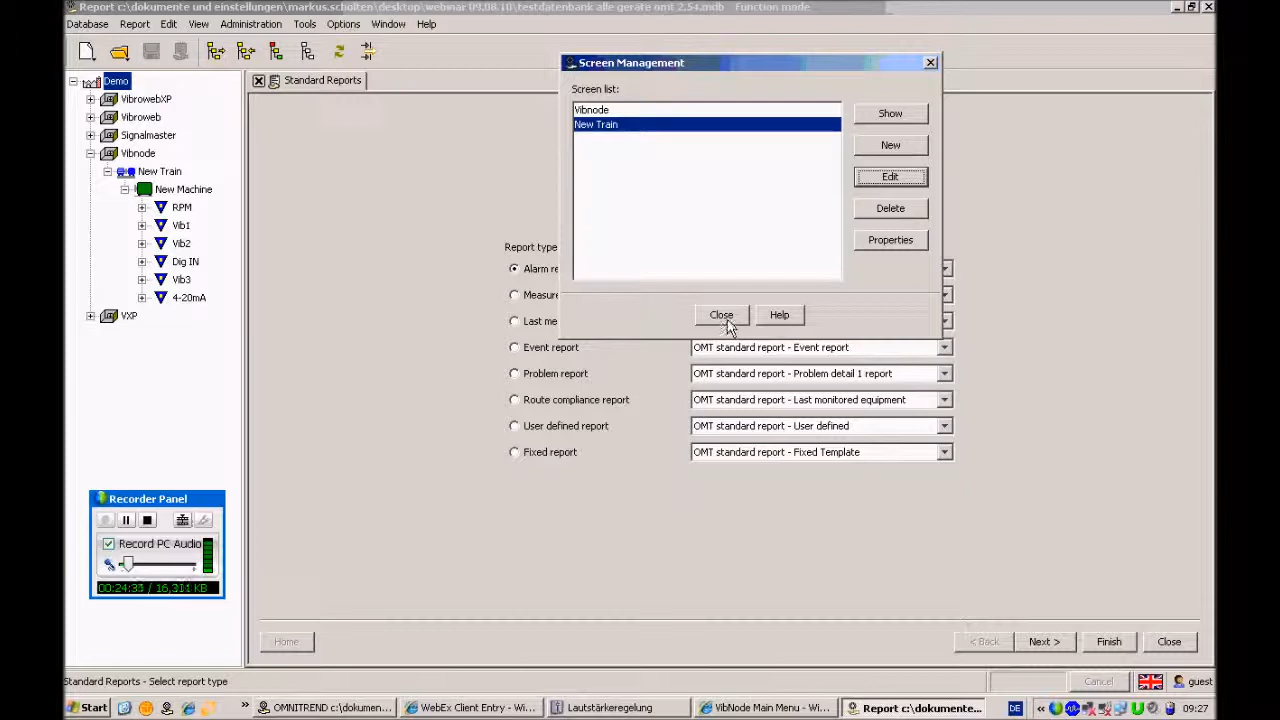 Report c:\dokumente und einstellungen\markus.scholten\desktop\webinar 09.08.10\testdatenbank alle geräte omt 2.54.mdb Function mode
Database Report Edit View Administration Tools Options Window Help
Screen Management
Screen list:
Vibnode
New Train
Show
New
Edit
Delete
Properties
Close Help
Demo
VibrowebXP
Vibroweb
Signalmaster
Vibnode
New Train
New Machine
RPM
Vib1
Vib2
Dig IN
Vib3
4-20mA
VXP
Standard Reports
Report type
Alarm re
Measure
Last me
Event report OMT standard report - Event report
Problem report OMT standard report - Problem detail 1 report
Route compliance report OMT standard report - Last monitored equipment
User defined report OMT standard report - User defined
Fixed report OMT standard report - Fixed Template
Recorder Panel
Record PC Audio
Home < Back Next > Finish Close
Standard Reports - Select report type Cancel guest
Start OMNITREND c:\dokumen... WebEx Client Entry - Wi... Lautstärkeregelung VibNode Main Menu - Wi... Report c:\dokumente... DE 09:27